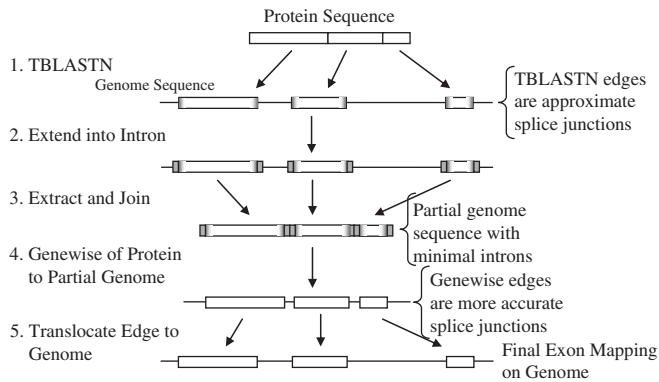 Protein Sequence
1. TBLASTN
Genome Sequence
TBLASTN edges
are approximate
splice junctions
2. Extend into Intron
3. Extract and Join
Partial genome
sequence with
minimal introns
4. Genewise of Protein
to Partial Genome
Genewise edges
are more accurate
splice junctions
5. Translocate Edge to
Genome
Final Exon Mapping
on Genome